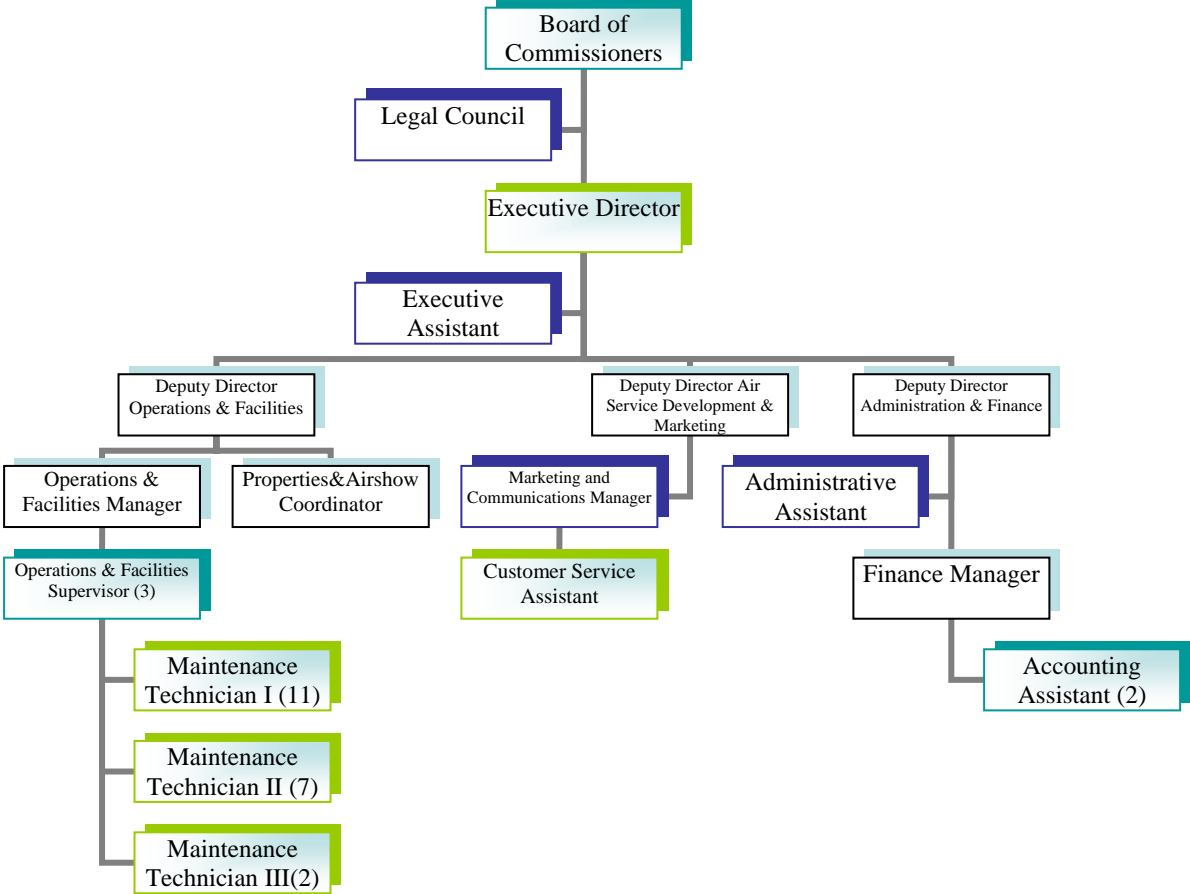 Board of
Commissioners
Legal Council
Executive Director
Executive
Assistant
Deputy Director
Operations & Facilities
Deputy Director Air
Service Development &
Marketing
Deputy Director
Administration & Finance
Operations &
Facilities Manager
Properties&Airshow
Coordinator
Marketing and
Communications Manager
Administrative
Assistant
Operations & Facilities
Supervisor (3)
Customer Service
Assistant
Finance Manager
Maintenance
Technician I (11)
Accounting
Assistant (2)
Maintenance
Technician II (7)
Maintenance
Technician III(2)